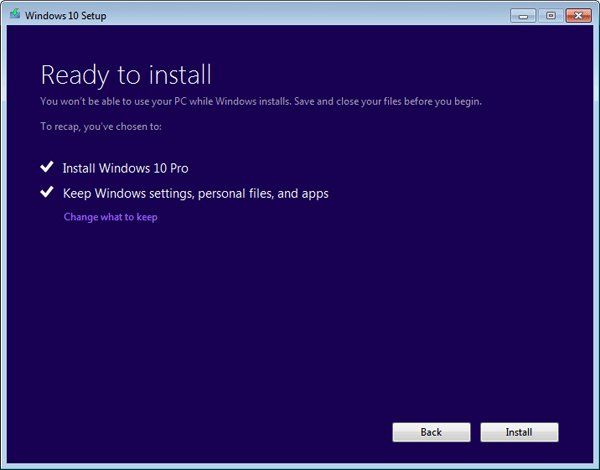 Windows 10 Setup
Ready to install
You won't be able to use your PC while Windows installs. Save and close your files before you begin.
To recap, you've chosen to:
Install Windows 10 Pro
Keep Windows settings, personal files, and apps
Change what to keep
Back
Install